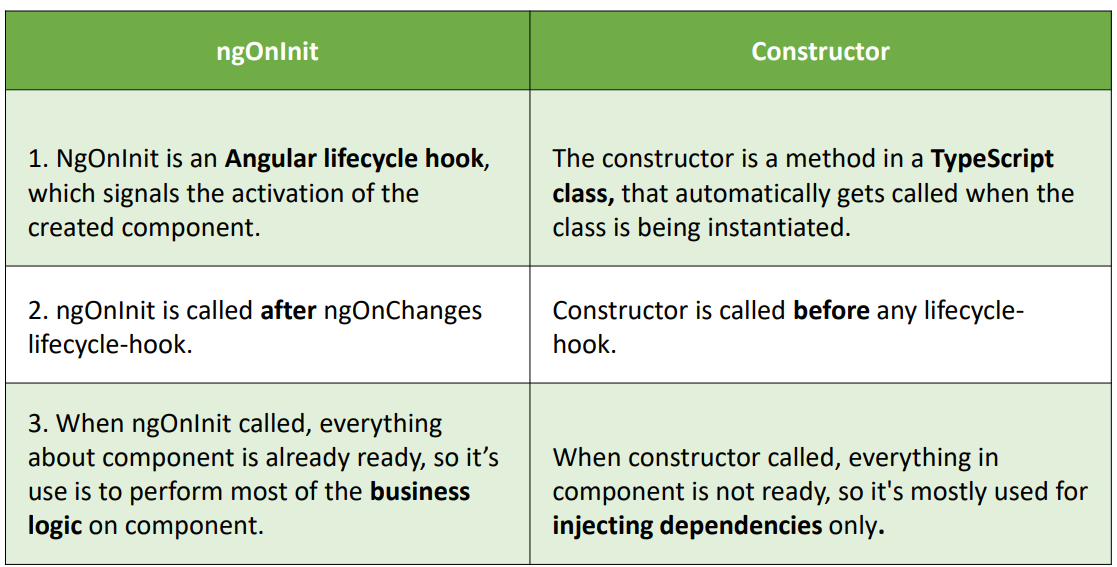 ngOnInit
Constructor
1. NgOnInit is an Angular lifecycle hook,
which signals the activation of the
created component.
The constructor is a method in a TypeScript
class, that automatically gets called when the
class is being instantiated.
2. ngOnInit is called after ngOnChanges
lifecycle-hook.
Constructor is called before any lifecycle-
hook.
3. When ngOnInit called, everything
about component is already ready, so it’s
use is to perform most of the business
logic on component.
When constructor called, everything in
component is not ready, so it's mostly used for
injecting dependencies only.